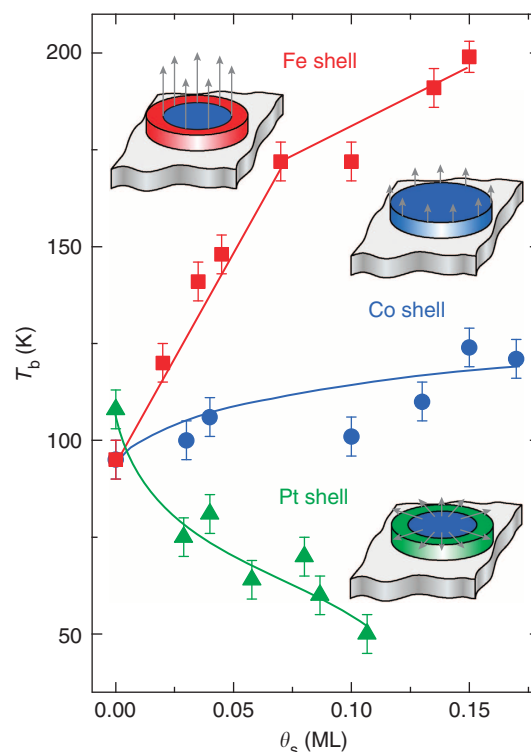 200
Fe shell
150
Co shell
T_b (K)
100
Pt shell
50
0.00 0.05 0.10 0.15
θ_s (ML)